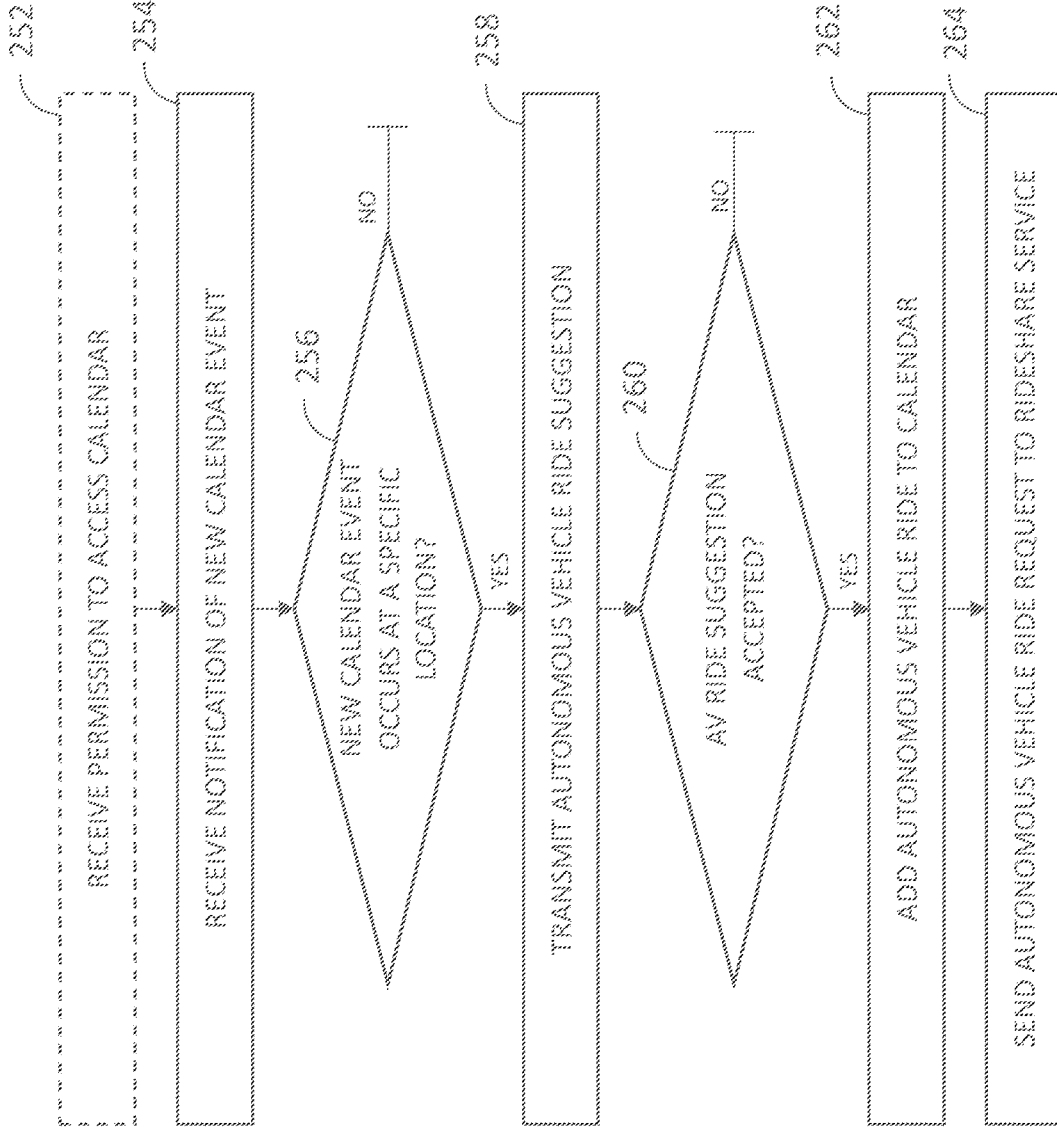 252
RECEIVE PERMISSION TO ACCESS CALENDAR
254
RECEIVE NOTIFICATION OF NEW CALENDAR EVENT
256
NEW CALENDAR EVENT
OCCURS AT A SPECIFIC
LOCATION?
NO
YES
258
TRANSMIT AUTONOMOUS VEHICLE RIDE SUGGESTION
260
AV RIDE SUGGESTION
ACCEPTED?
NO
YES
262
ADD AUTONOMOUS VEHICLE RIDE TO CALENDAR
264
SEND AUTONOMOUS VEHICLE RIDE REQUEST TO RIDESHARE SERVICE